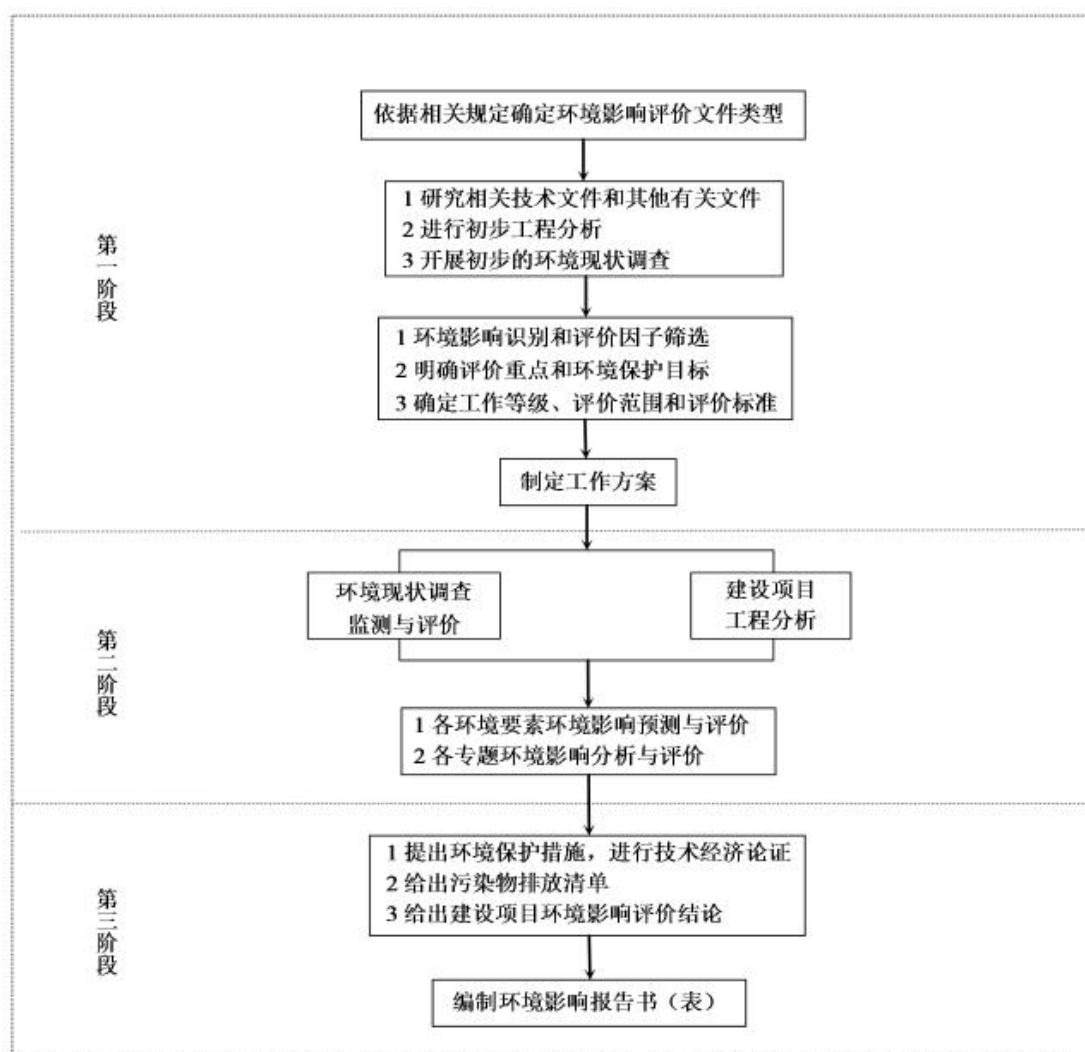 依据相关规定确定环境影响评价文件类型
1 研究相关技术文件和其他有关文件
2 进行初步工程分析
3 开展初步的环境现状调查
第一阶段
1 环境影响识别和评价因子筛选
2 明确评价重点和环境保护目标
3 确定工作等级、评价范围和评价标准
制定工作方案
环境现状调查
监测与评价
建设项目
工程分析
第二阶段
1 各环境要素环境影响预测与评价
2 各专题环境影响分析与评价
1 提出环境保护措施，进行技术经济论证
2 给出污染物排放清单
3 给出建设项目环境影响评价结论
第三阶段
编制环境影响报告书（表）